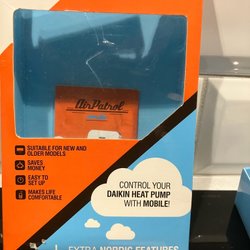 AirPatrol
SUITABLE FOR NEW AND
OLDER MODELS
SAVES
MONEY
EASY TO
SET UP
MAKES LIFE
COMFORTABLE
CONTROL YOUR
DAIKIN HEAT PUMP
WITH MOBILE!
EXTRA NORDIC FEATURES